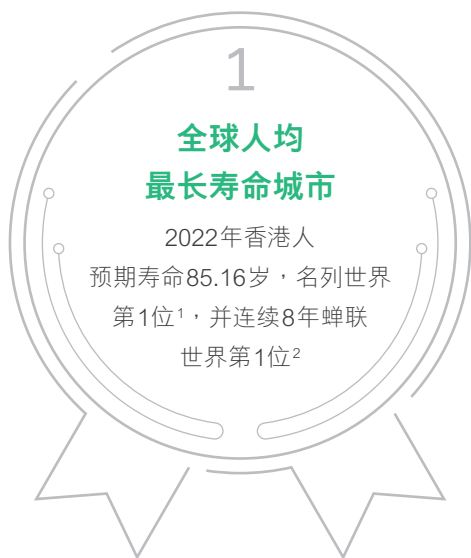 1
全球人均
最长寿命城市
2022年香港人
预期寿命85.16岁，名列世界
第1位¹，并连续8年蝉联
世界第1位²